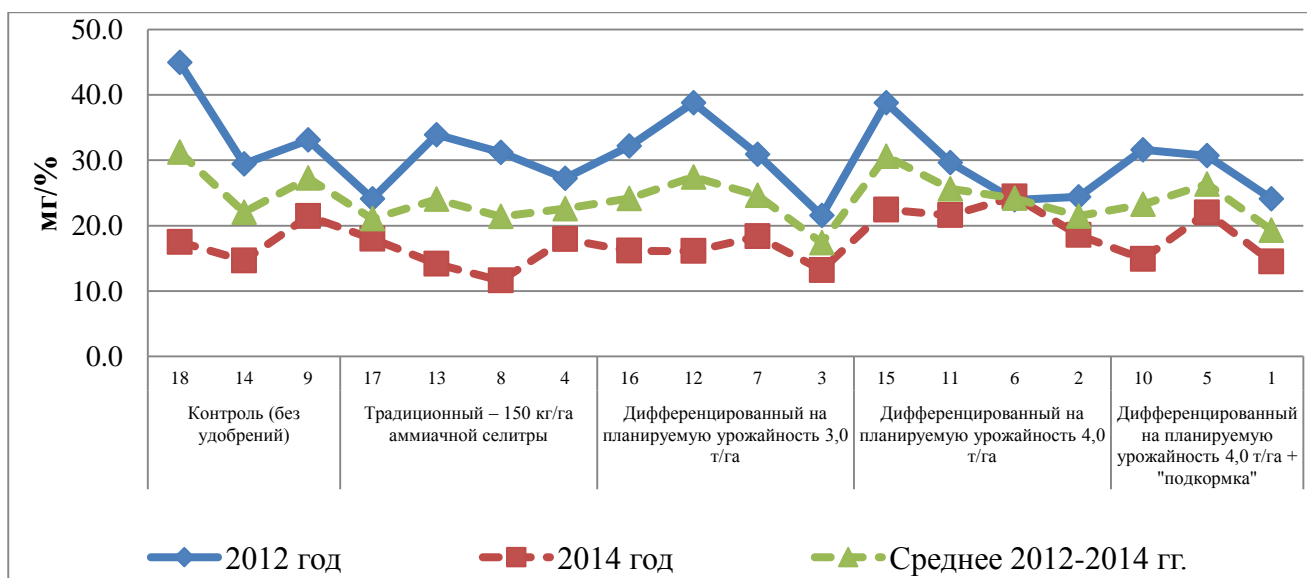 50.0
40.0
30.0
20.0
10.0
0.0
мг/%
18 14 9 17 13 8 4 16 12 7 3 15 11 6 2 10 5 1
Контроль (без
удобрений)
Традиционный – 150 кг/га
аммиачной селитры
Дифференцированный на
планируемую урожайность 3,0
т/га
Дифференцированный на
планируемую урожайность 4,0
т/га
Дифференцированный
на планируемую
урожайность 4,0 т/га +
"подкормка"
2012 год 2014 год Среднее 2012-2014 гг.